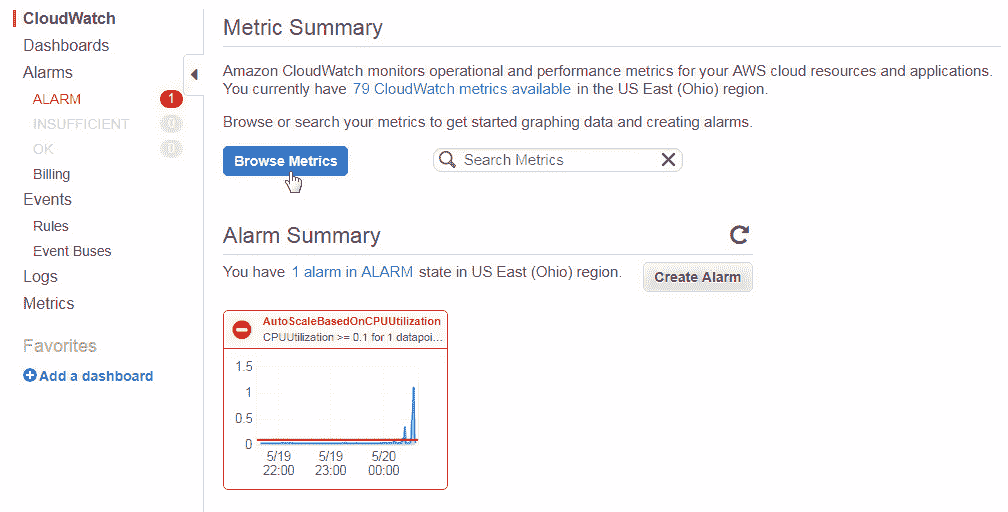 CloudWatch
Dashboards
Alarms
ALARM 1
INSUFFICIENT 0
OK 0
Billing
Events
Rules
Event Buses
Logs
Metrics
Favorites
Add a dashboard
Metric Summary
Amazon CloudWatch monitors operational and performance metrics for your AWS cloud resources and applications.
You currently have 79 CloudWatch metrics available in the US East (Ohio) region.
Browse or search your metrics to get started graphing data and creating alarms.
Browse Metrics
Search Metrics
Alarm Summary
You have 1 alarm in ALARM state in US East (Ohio) region.
Create Alarm
AutoScaleBasedOnCPUUtilization
CPUUtilization >= 0.1 for 1 datapoi...
1.5
1
0.5
0
5/19 5/19 5/20
22:00 23:00 00:00